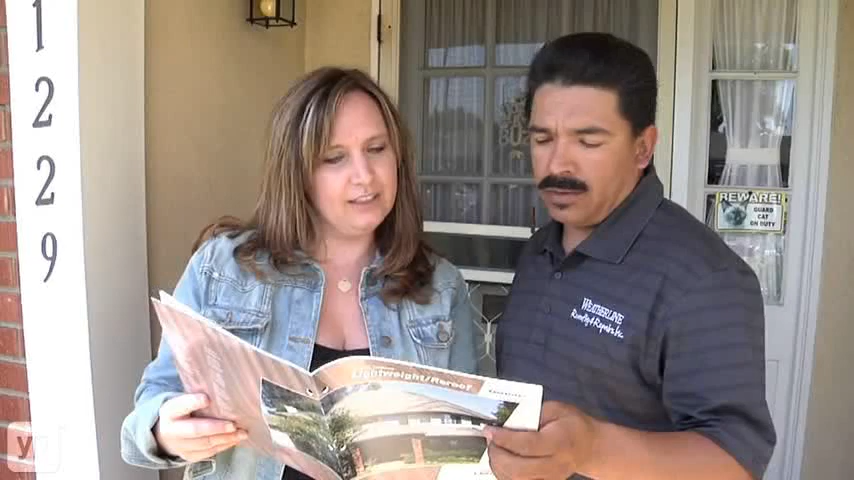 1
2
2
9
BEWARE!
GUARD
CAT
ON DUTY
WEATHERLINE
Roofing & Repairs, Inc.
Lightweight/Reroof
y